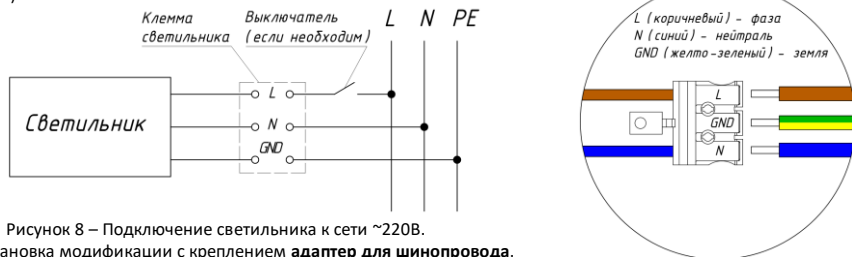 Клемма
светильника
Выключатель
(если необходим)
L N PE
Светильник
L
N
GND
L (коричневый) - фаза
N (синий) - нейтраль
GND (желто-зеленый) - земля
L
GND
N
Рисунок 8 – Подключение светильника к сети ~220В.
ановка модификации с креплением адаптер для шинопровода.